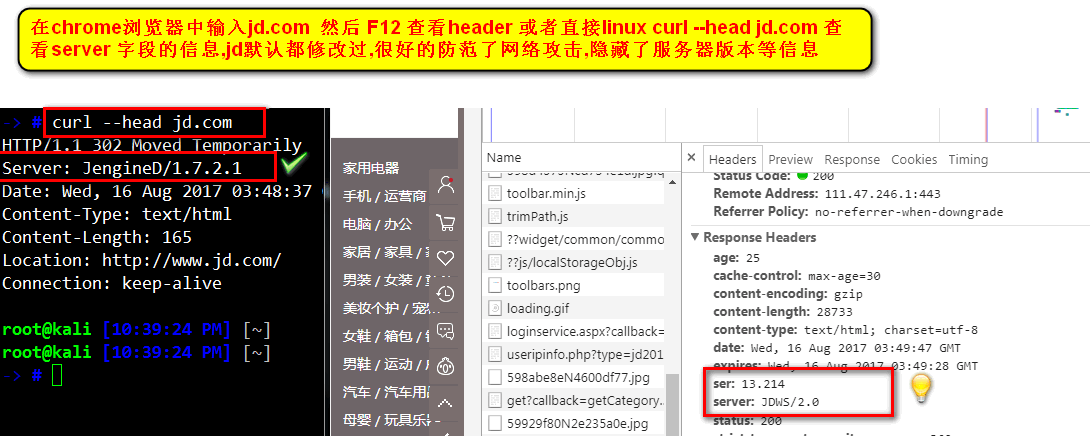 在chrome浏览器中输入jd.com 然后 F12 查看header 或者直接linux curl --head jd.com 查
看server 字段的信息,jd默认都修改过,很好的防范了网络攻击,隐藏了服务器版本等信息
-> # curl --head jd.com
HTTP/1.1 302 Moved Temporarily
Server: JengineD/1.7.2.1
Date: Wed, 16 Aug 2017 03:48:37
Content-Type: text/html
Content-Length: 165
Location: http://www.jd.com/
Connection: keep-alive
root@kali [10:39:24 PM] [~]
root@kali [10:39:24 PM] [~]
-> #
家用电器
手机 / 运营商
电脑 / 办公
家居 / 家具 /
男装 / 女装 /
美妆个护 / 宠
女鞋 / 箱包 /
男鞋 / 运动 /
汽车 / 汽车用
母婴 / 玩具乐
Name
toolbar.min.js
trimPath.js
??widget/common/commo
??js/localStorageObj.js
toolbars.png
loading.gif
loginservice.aspx?callback=
useripinfo.php?type=jd201
598abe8eN4600df77.jpg
get?callback=getCategory...
59929f80N2e235a0e.jpg
× Headers Preview Response Cookies Timing
Status Code: 200
Remote Address: 111.47.246.1:443
Referrer Policy: no-referrer-when-downgrade
Response Headers
age: 25
cache-control: max-age=30
content-encoding: gzip
content-length: 28733
content-type: text/html; charset=utf-8
date: Wed, 16 Aug 2017 03:49:47 GMT
expires: Wed, 16 Aug 2017 03:49:28 GMT
ser: 13.214
server: JDWS/2.0
status: 200